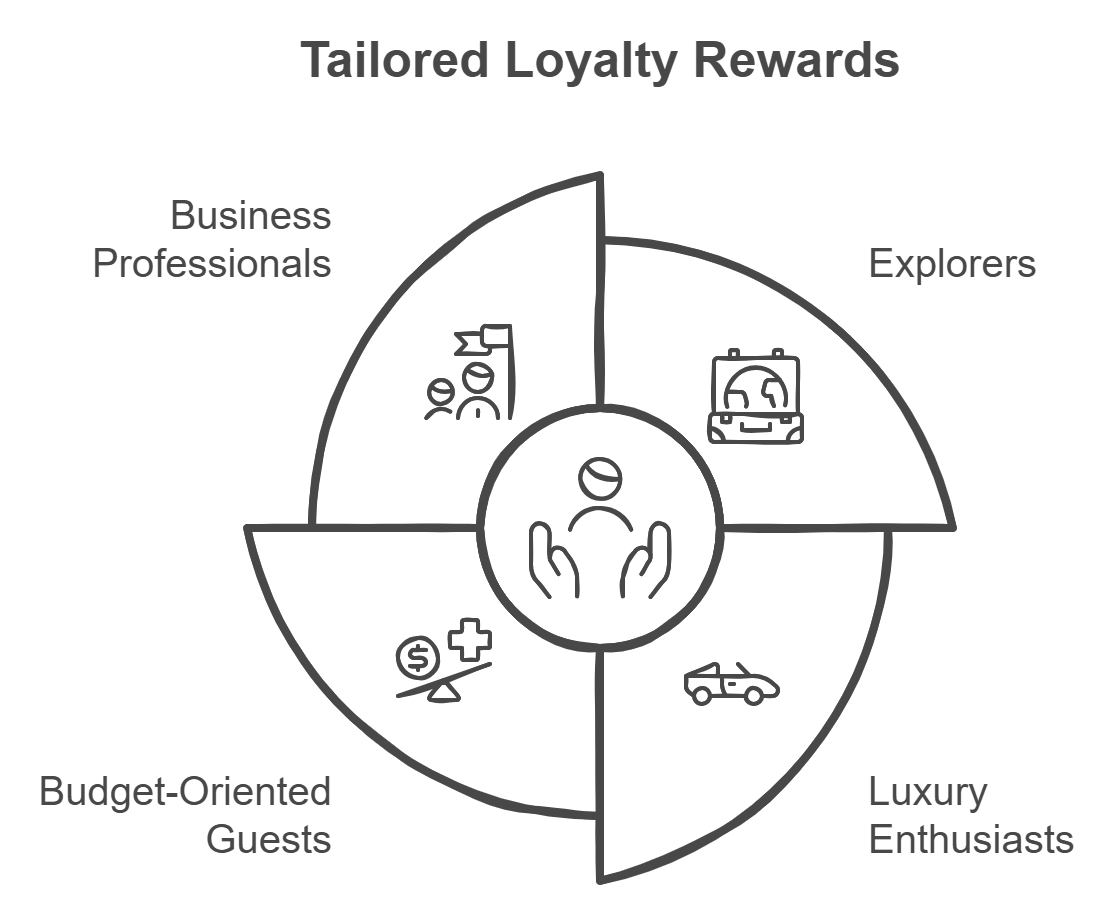 Tailored Loyalty Rewards
Business
Professionals
Explorers
$
Budget-Oriented
Guests
Luxury
Enthusiasts